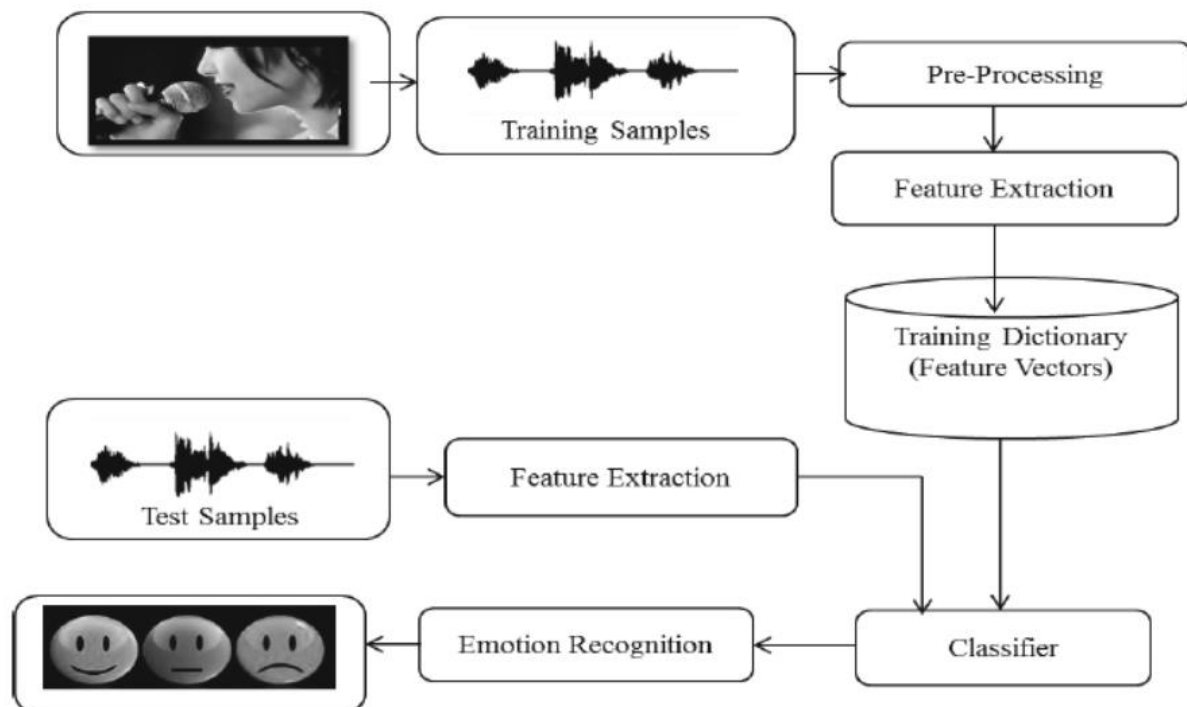 Training Samples
Pre-Processing
Feature Extraction
Training Dictionary
(Feature Vectors)
Test Samples
Feature Extraction
Emotion Recognition
Classifier